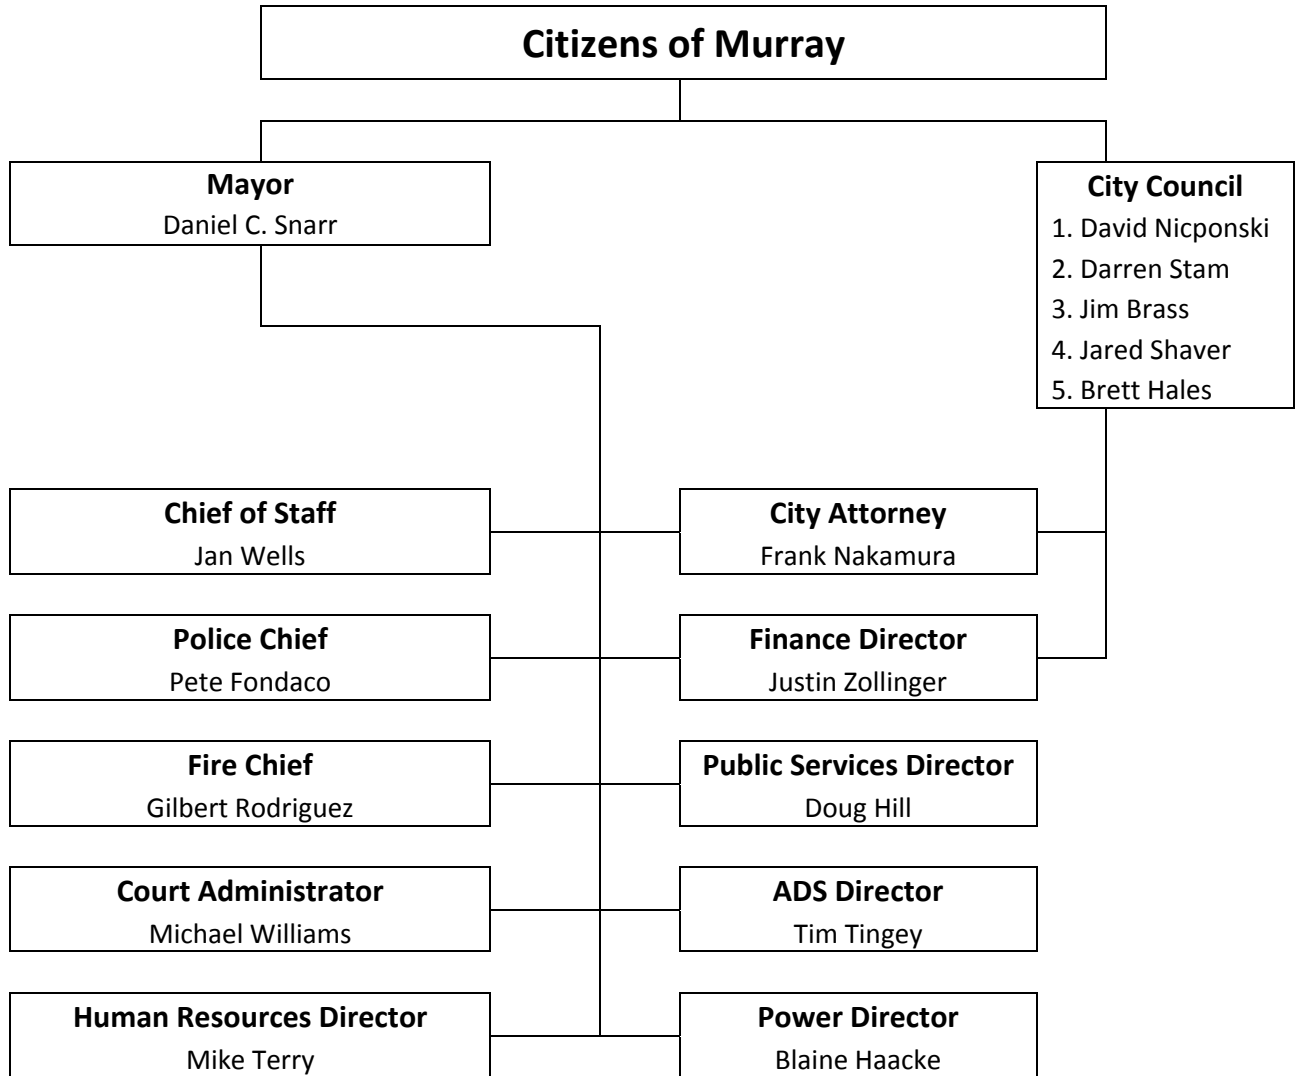 Citizens of Murray
Mayor
Daniel C. Snarr
City Council
1. David Nicponski
2. Darren Stam
3. Jim Brass
4. Jared Shaver
5. Brett Hales
Chief of Staff
Jan Wells
City Attorney
Frank Nakamura
Police Chief
Pete Fondaco
Finance Director
Justin Zollinger
Fire Chief
Gilbert Rodriguez
Public Services Director
Doug Hill
Court Administrator
Michael Williams
ADS Director
Tim Tingey
Human Resources Director
Mike Terry
Power Director
Blaine Haacke